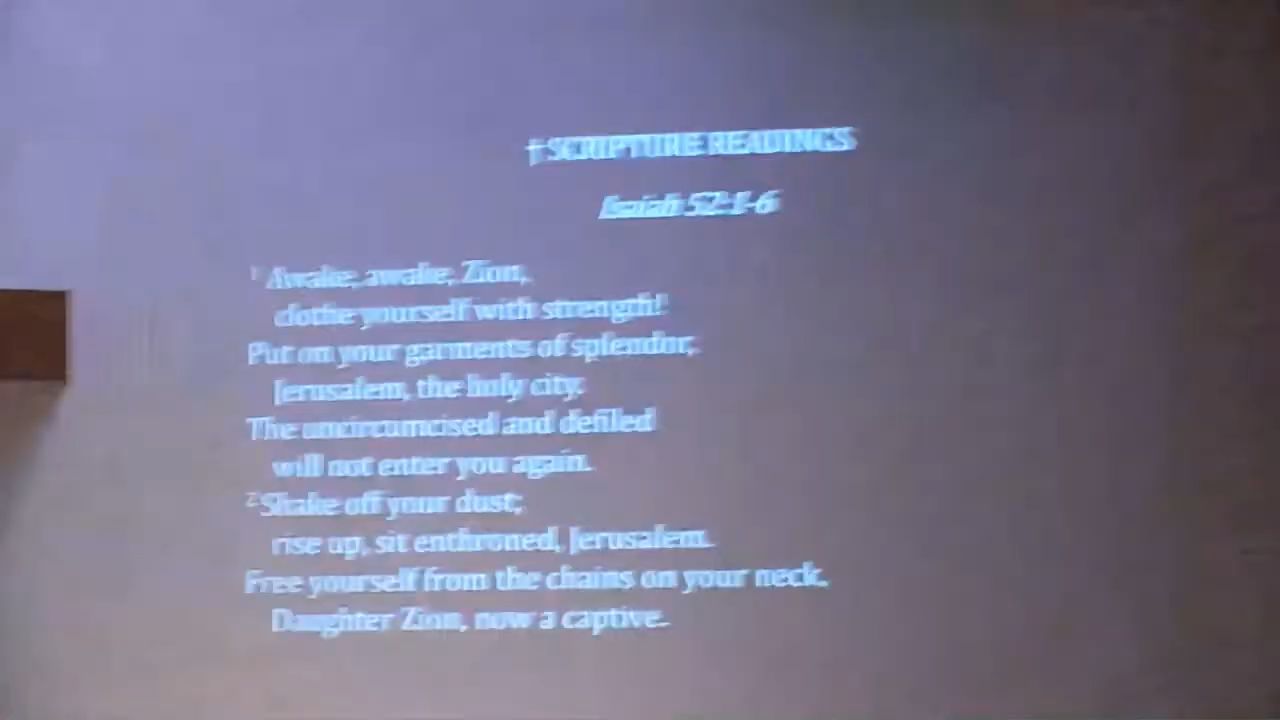 † SCRIPTURE READINGS
Isaiah 52:1-6
1 Awake, awake, Zion,
clothe yourself with strength!
Put on your garments of splendor,
Jerusalem, the holy city.
The uncircumcised and defiled
will not enter you again.
2 Shake off your dust;
rise up, sit enthroned, Jerusalem.
Free yourself from the chains on your neck,
Daughter Zion, now a captive.